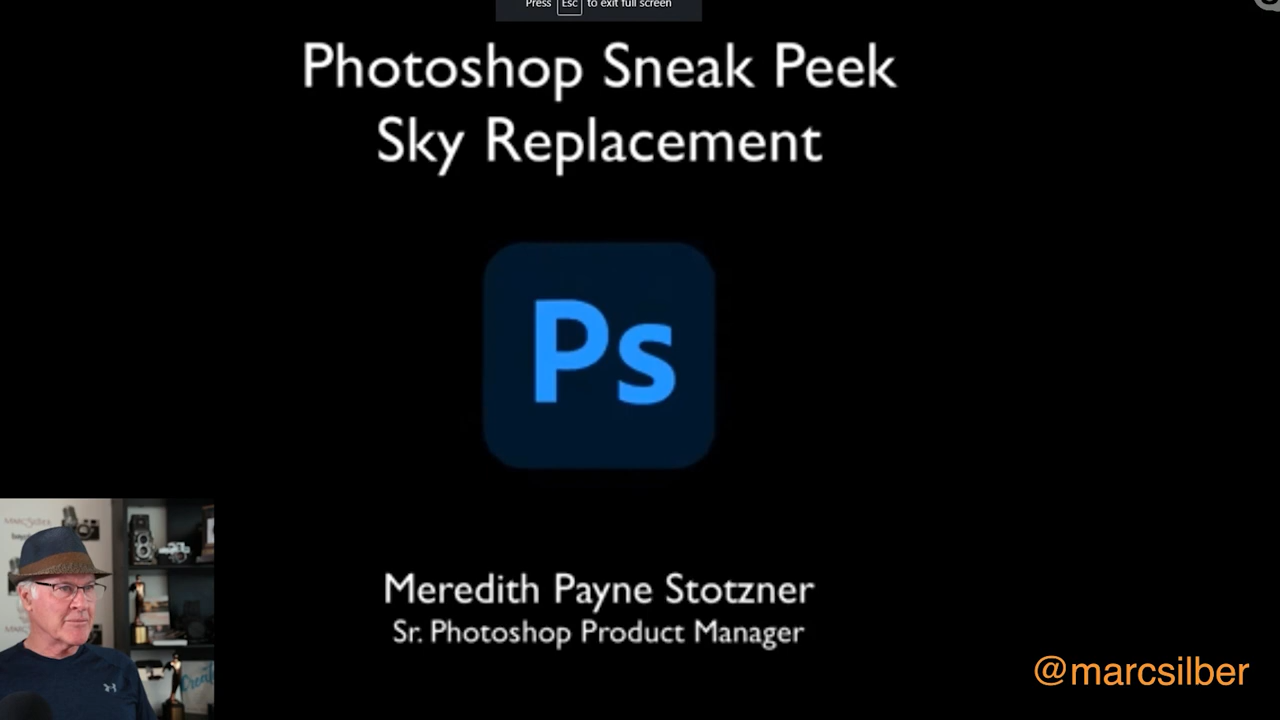 Press Esc to exit full screen
Photoshop Sneak Peek
Sky Replacement
Ps
Meredith Payne Stotzner
Sr. Photoshop Product Manager
@marcsilber